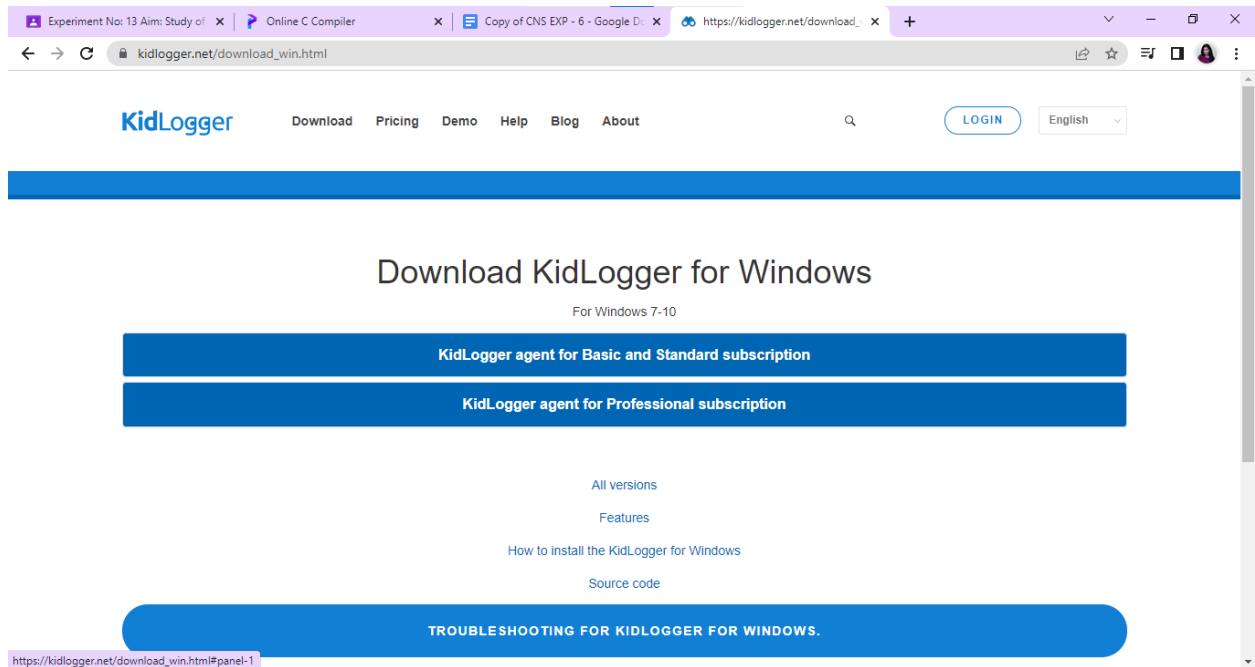 Experiment No: 13 Aim: Study of
Online C Compiler
Copy of CNS EXP - 6 - Google Do
https://kidlogger.net/download_
kidlogger.net/download_win.html
KidLogger
Download Pricing Demo Help Blog About
LOGIN
English
Download KidLogger for Windows
For Windows 7-10
KidLogger agent for Basic and Standard subscription
KidLogger agent for Professional subscription
All versions
Features
How to install the KidLogger for Windows
Source code
TROUBLESHOOTING FOR KIDLOGGER FOR WINDOWS.
https://kidlogger.net/download_win.html#panel-1